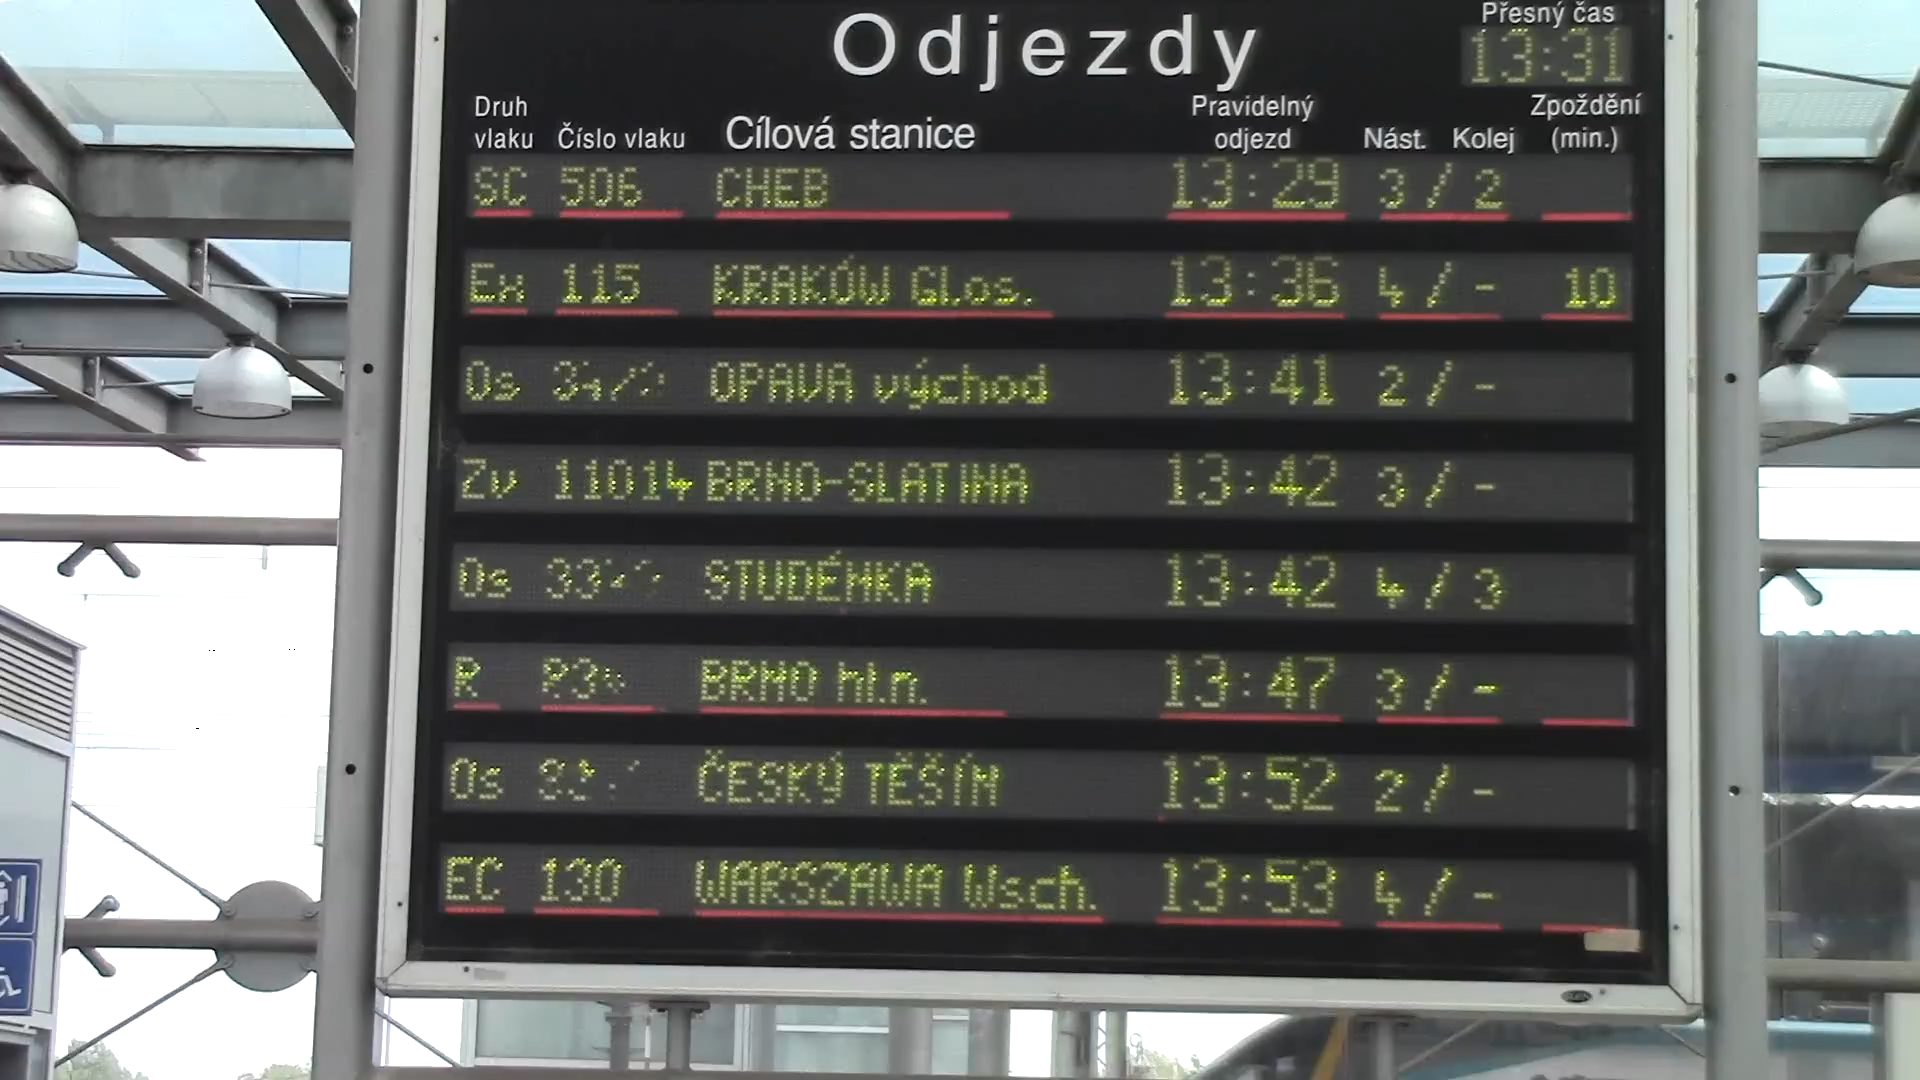 Odjezdy
Přesný čas
13:31
Druh vlaku Číslo vlaku Cílová stanice Pravidelný odjezd Nást. Kolej Zpoždění (min.)
SC 506 CHEB 13:29 3 / 2
Ex 115 KRAKÓW Glos. 13:36 4 / - 10
Os OPAVA východ 13:41 2 / -
Zv 11014 BRNO-SLATINA 13:42 3 / -
Os STUDÉNKA 13:42 4 / 3
R BRNO hl.n. 13:47 3 / -
Os ČESKÝ TĚŠÍN 13:52 2 / -
EC 130 WARSZAWA Wsch. 13:53 4 / -